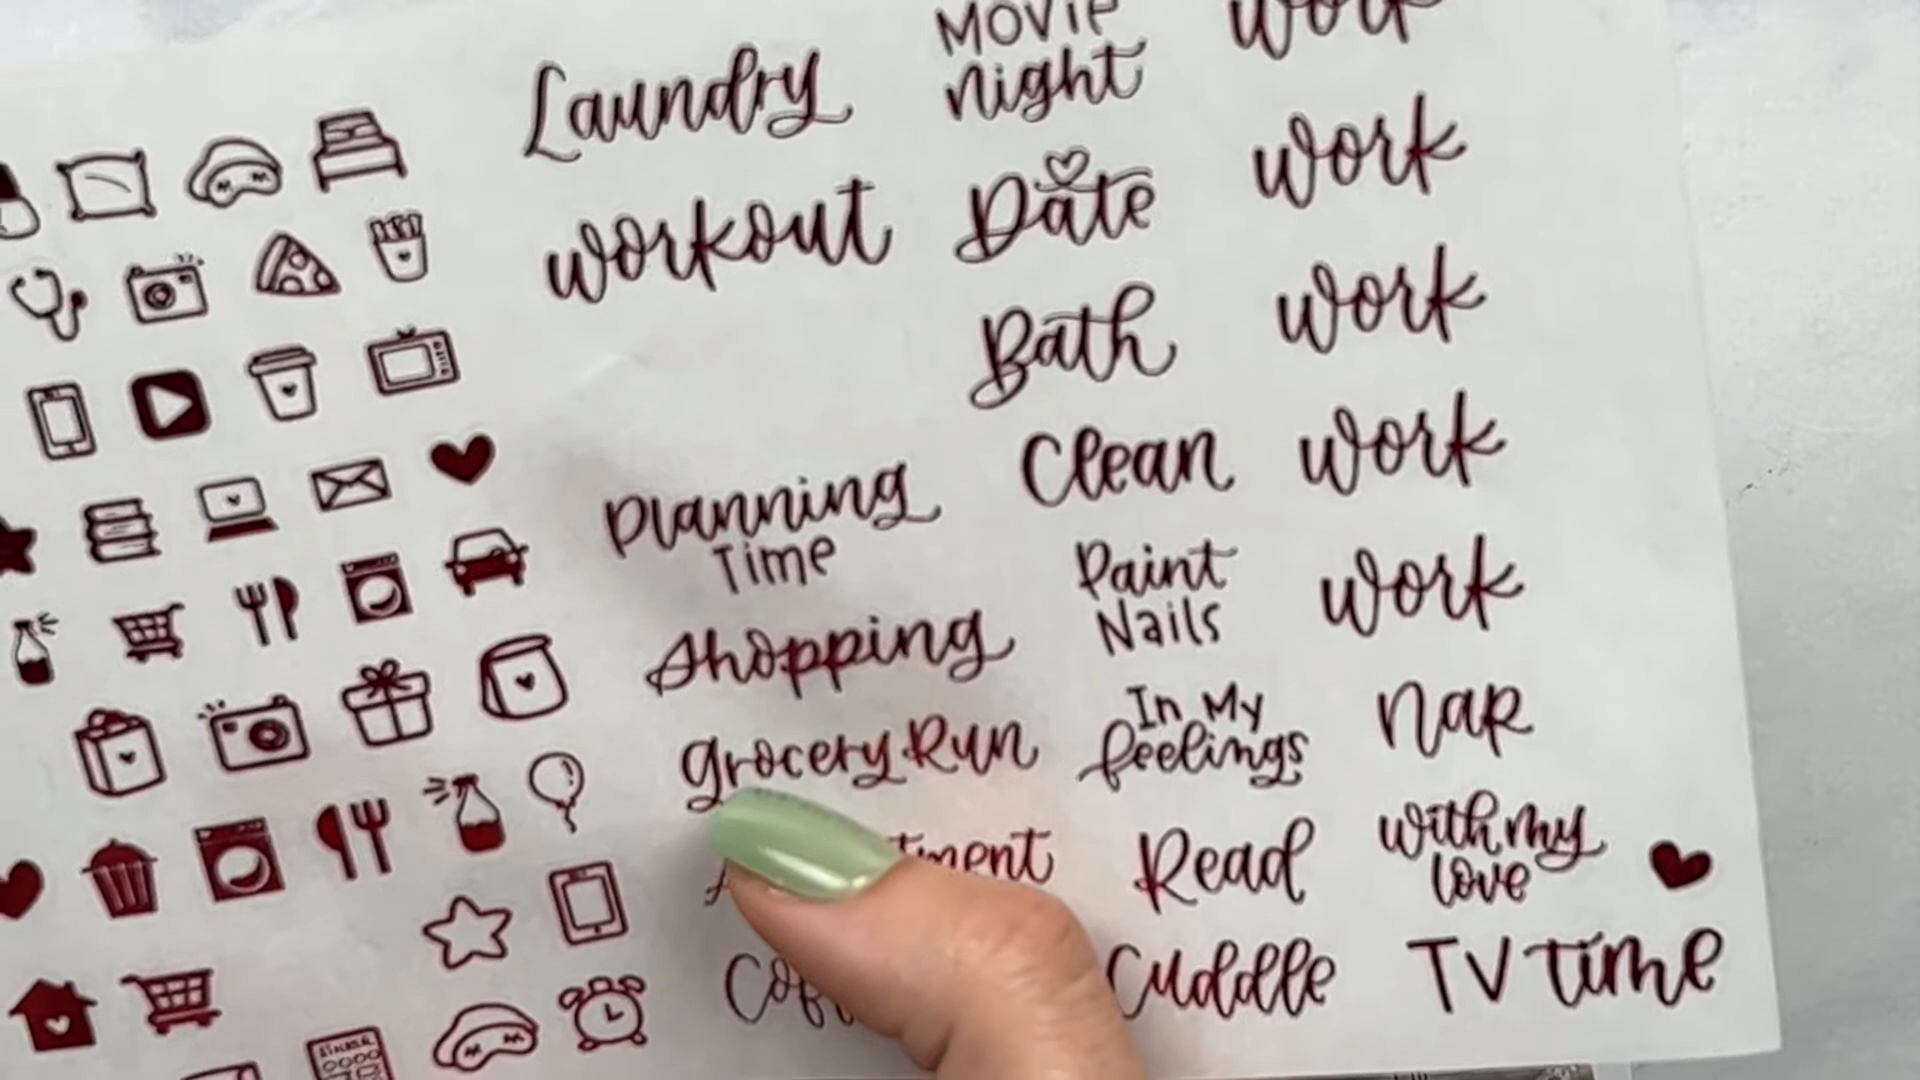 Laundry
workout
Planning
Time
Shopping
grocery Run
Movie
night
Date
Bath
Clean
Paint
Nails
In My
feelings
Read
Cuddle
work
work
work
work
work
nap
with my
love
TV time